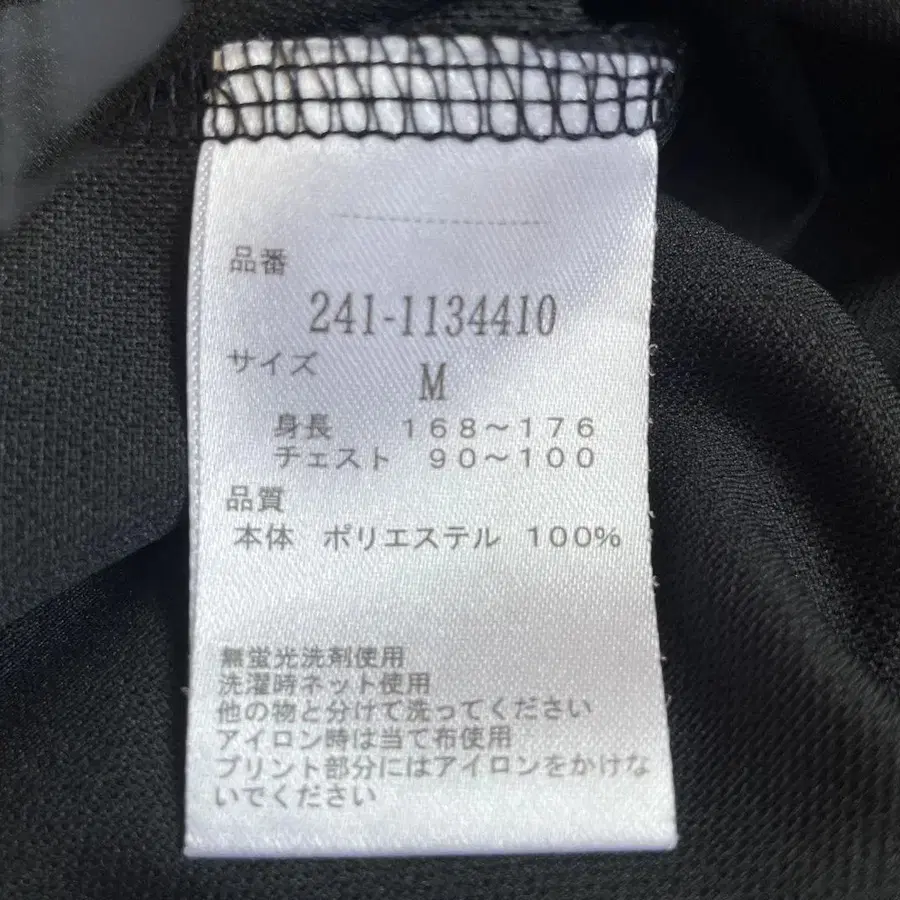 品番
241-1134410
サイズ
M
身長 168～176
チェスト 90～100
品質
本体 ポリエステル 100%
無蛍光洗剤使用
洗濯時ネット使用
他の物と分けて洗ってください
アイロン時は当て布使用
プリント部分にはアイロンをかけな
いでください